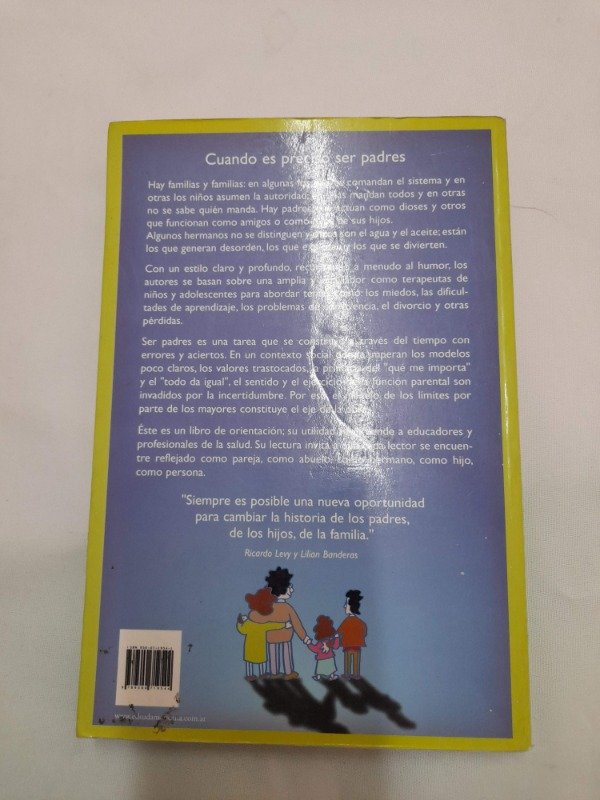 Cuando es preciso ser padres
Hay familias y familias: en algunas los comandan el sistema y en
otras los niños asumen la autoridad; mandan todos y en otras
no se sabe quién manda. Hay padres que actúan como dioses y otros
que funcionan como amigos o como de sus hijos.
Algunos hermanos no se distinguen y otros son el agua y el aceite; están
los que generan desorden, los que y los que se divierten.
Con un estilo claro y profundo, recurriendo a menudo al humor, los
autores se basan sobre una amplia labor como terapeutas de
niños y adolescentes para abordar temas como: los miedos, las dificul-
tades de aprendizaje, los problemas de convivencia, el divorcio y otras
pérdidas.
Ser padres es una tarea que se construye a través del tiempo con
errores y aciertos. En un contexto social donde imperan los modelos
poco claros, los valores trastocados, la del "qué me importa"
y el "todo da igual", el sentido y el ejercicio de la función parental son
invadidos por la incertidumbre. Por eso, el de los límites por
parte de los mayores constituye el eje de la
Éste es un libro de orientación; su utilidad se extiende a educadores y
profesionales de la salud. Su lectura invita a que cada lector se encuen-
tre reflejado como pareja, como abuelo, como hermano, como hijo,
como persona.
"Siempre es posible una nueva oportunidad
para cambiar la historia de los padres,
de los hijos, de la familia."
Ricardo Levy y Lilian Banderas